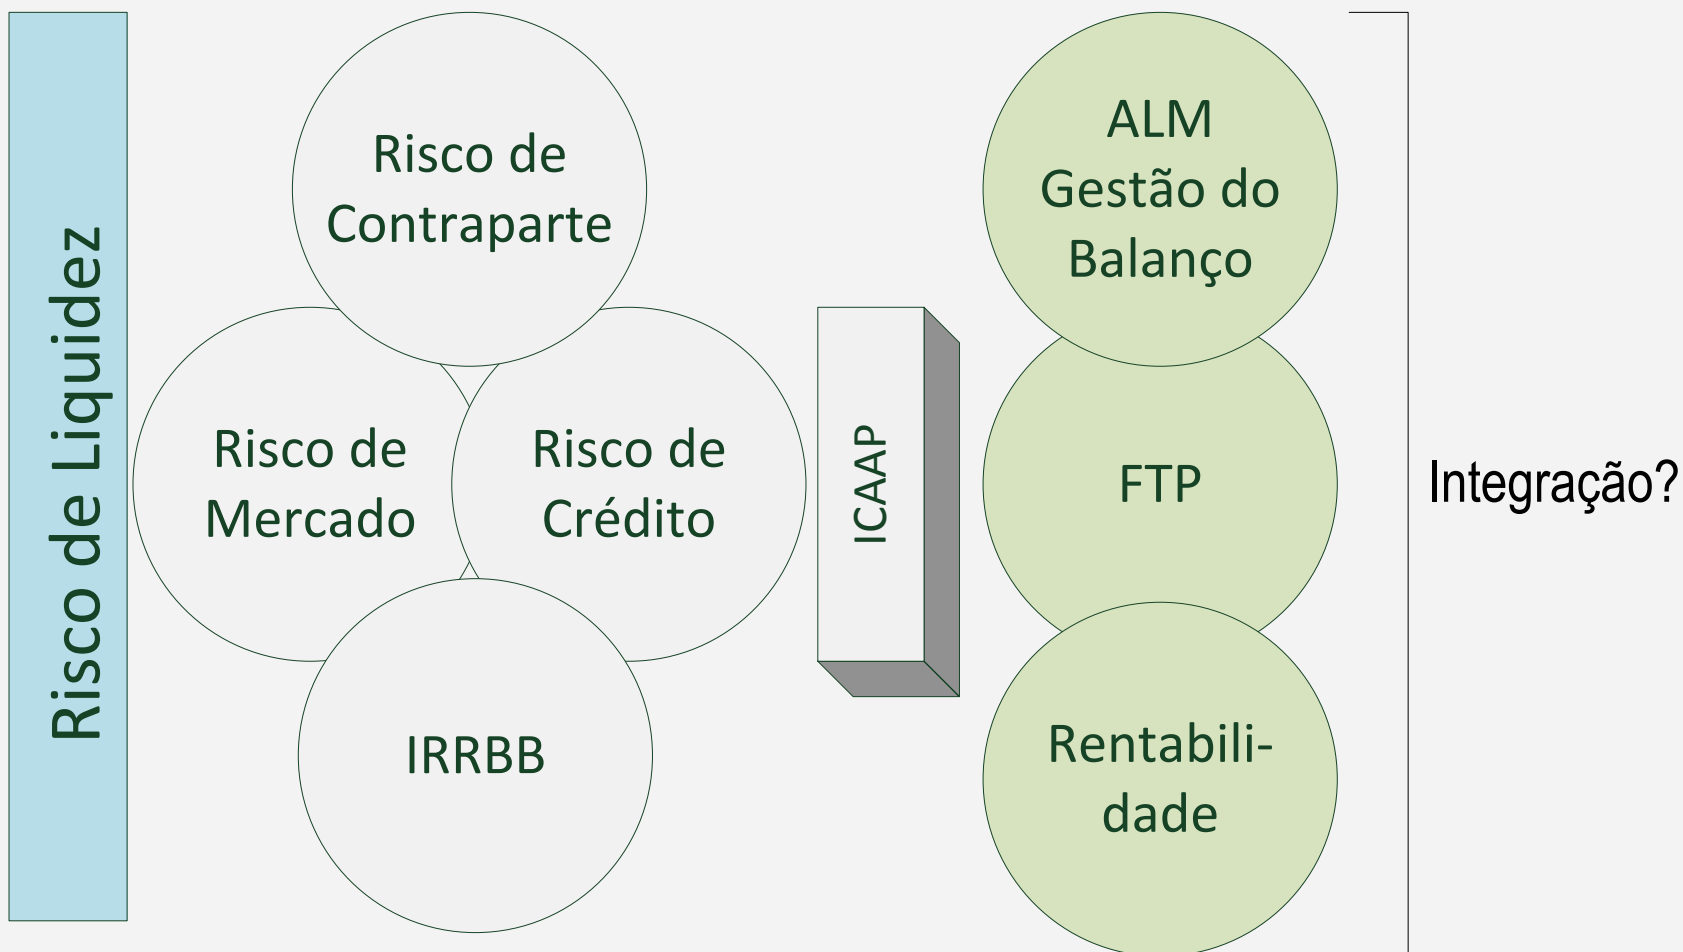 Risco de Liquidez
Risco de
Contraparte
Risco de
Mercado
Risco de
Crédito
IRRBB
ICAAP
ALM
Gestão do
Balanço
FTP
Rentabili-
dade
Integração?